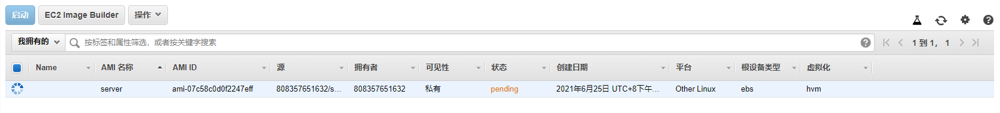 启动 EC2 Image Builder 操作
我拥有的 按标签和属性筛选，或者按关键字搜索 1 到 1， 1
Name AMI 名称 AMI ID 源 拥有者 可见性 状态 创建日期 平台 根设备类型 虚拟化
server ami-07c58c0d0f2247eff 808357651632/s... 808357651632 私有 pending 2021年6月25日 UTC+8下午... Other Linux ebs hvm